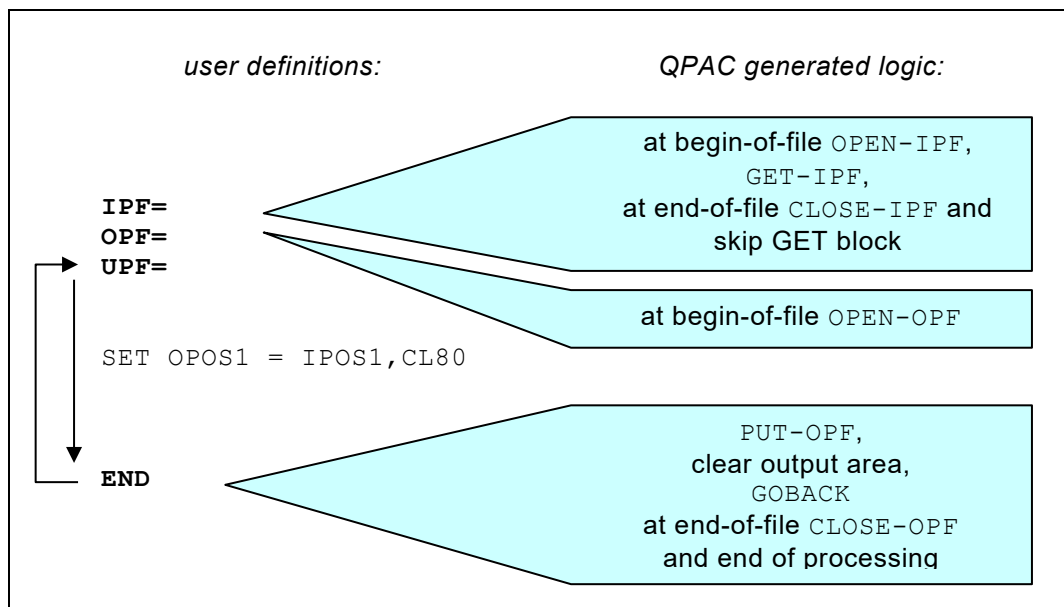 user definitions:
QPAC generated logic:
at begin-of-file OPEN-IPF,
GET-IPF,
at end-of-file CLOSE-IPF and
skip GET block
IPF=
OPF=
UPF=
at begin-of-file OPEN-OPF
SET OPOS1 = IPOS1,CL80
PUT-OPF,
clear output area,
GOBACK
at end-of-file CLOSE-OPF
and end of processing
END